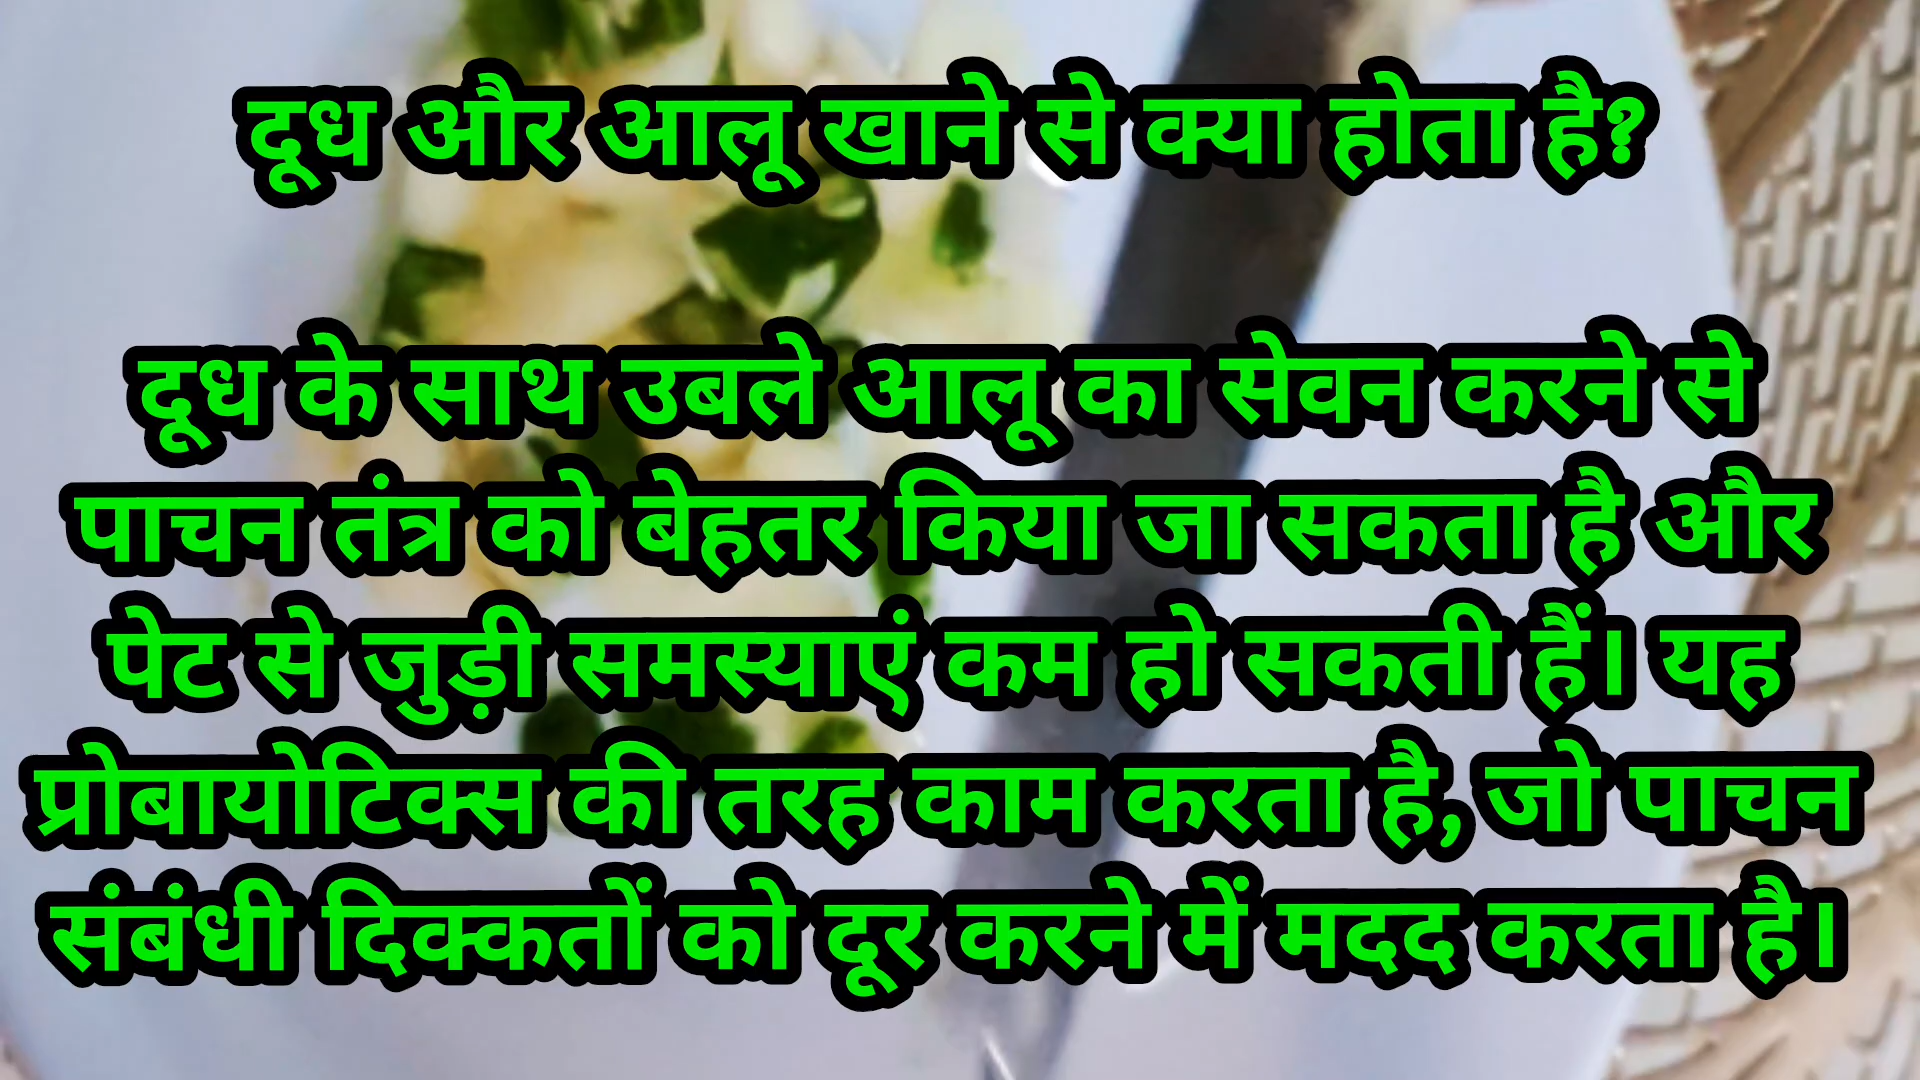 दूध और आलू खाने से क्या होता है?
दूध के साथ उबले आलू का सेवन करने से
पाचन तंत्र को बेहतर किया जा सकता है और
पेट से जुड़ी समस्याएं कम हो सकती हैं। यह
प्रोबायोटिक्स की तरह काम करता है, जो पाचन
संबंधी दिक्कतों को दूर करने में मदद करता है।